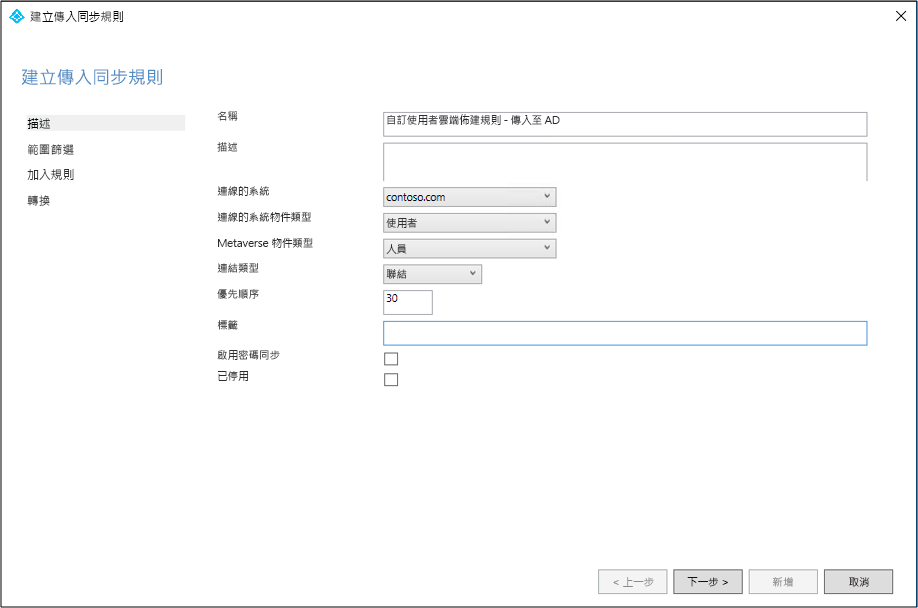 建立傳入同步規則
建立傳入同步規則
描述
範圍篩選
加入規則
轉換
名稱
自訂使用者雲端佈建規則 - 傳入至 AD
描述
連線的系統
contoso.com
連線的系統物件類型
使用者
Metaverse 物件類型
人員
連結類型
聯結
優先順序
30
標籤
啟用密碼同步
已停用
< 上一步
下一步 >
新增
取消